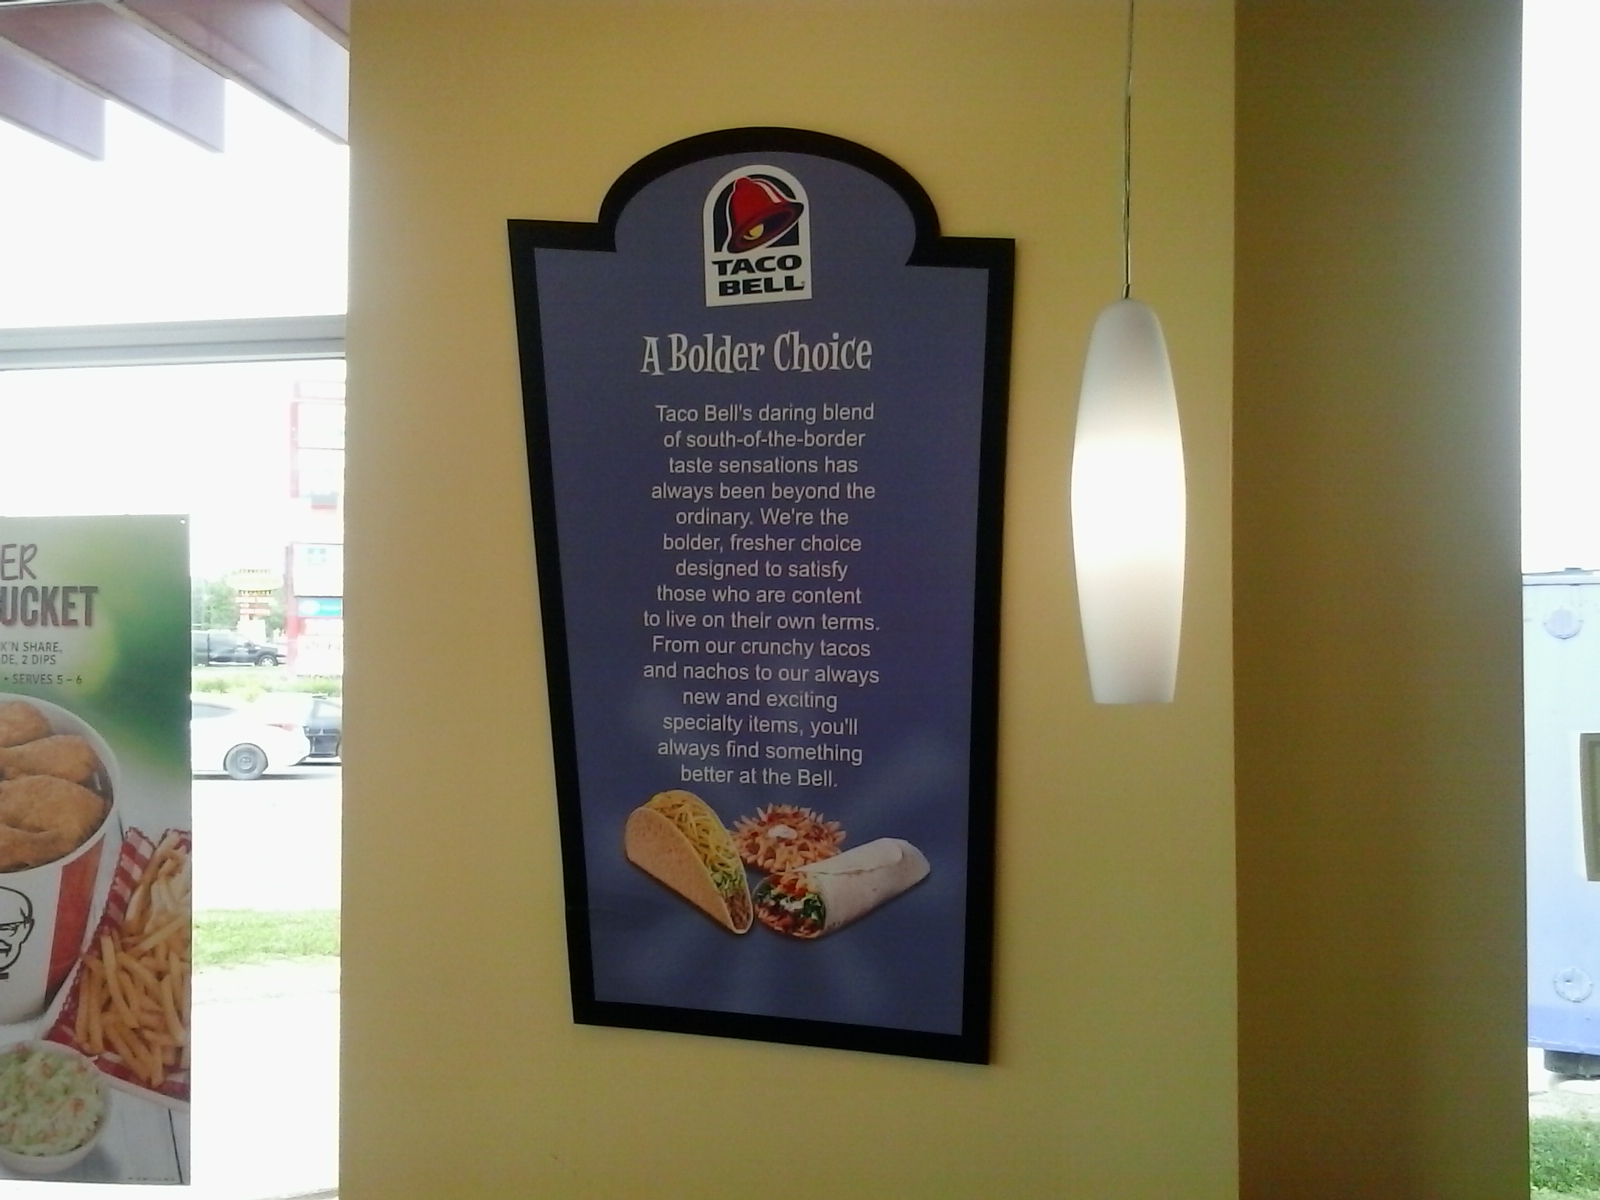 TACO
BELL
A Bolder Choice
Taco Bell's daring blend
of south-of-the-border
taste sensations has
always been beyond the
ordinary. We're the
bolder, fresher choice
designed to satisfy
those who are content
to live on their own terms.
From our crunchy tacos
and nachos to our always
new and exciting
specialty items, you'll
always find something
better at the Bell.
ER
UCKET
K'N SHARE,
DE, 2 DIPS
• SERVES 5 – 6